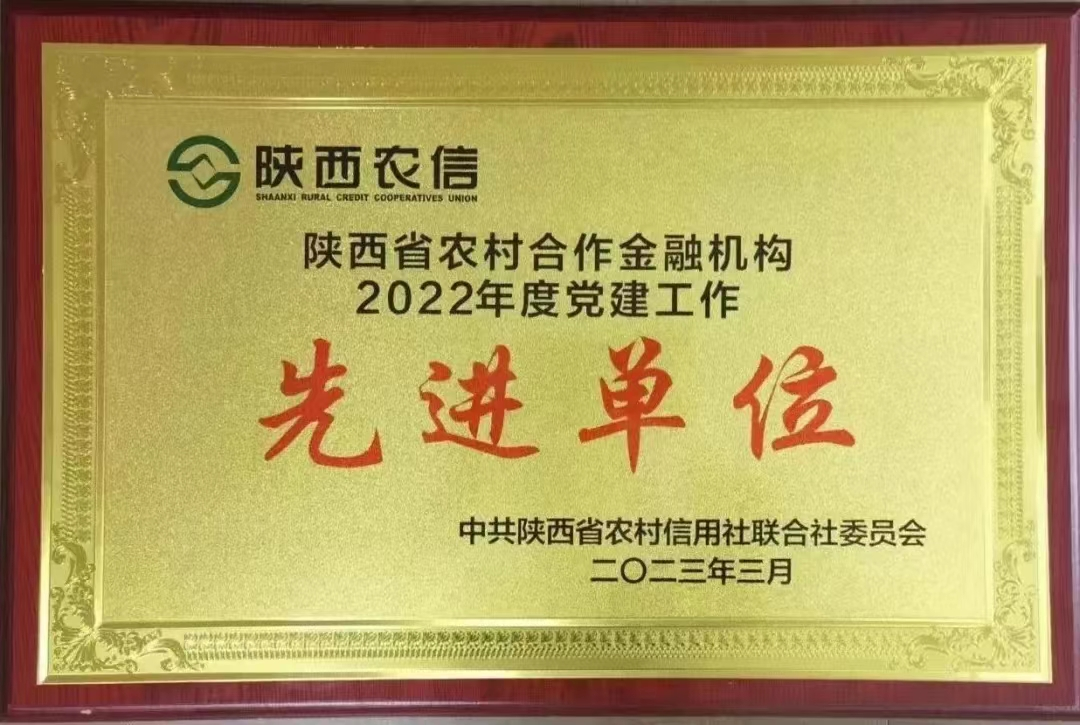 陕西农信
SHAANXI RURAL CREDIT COOPERATIVES UNION
陕西省农村合作金融机构
2022年度党建工作
先进单位
中共陕西省农村信用社联合社委员会
二〇二三年三月